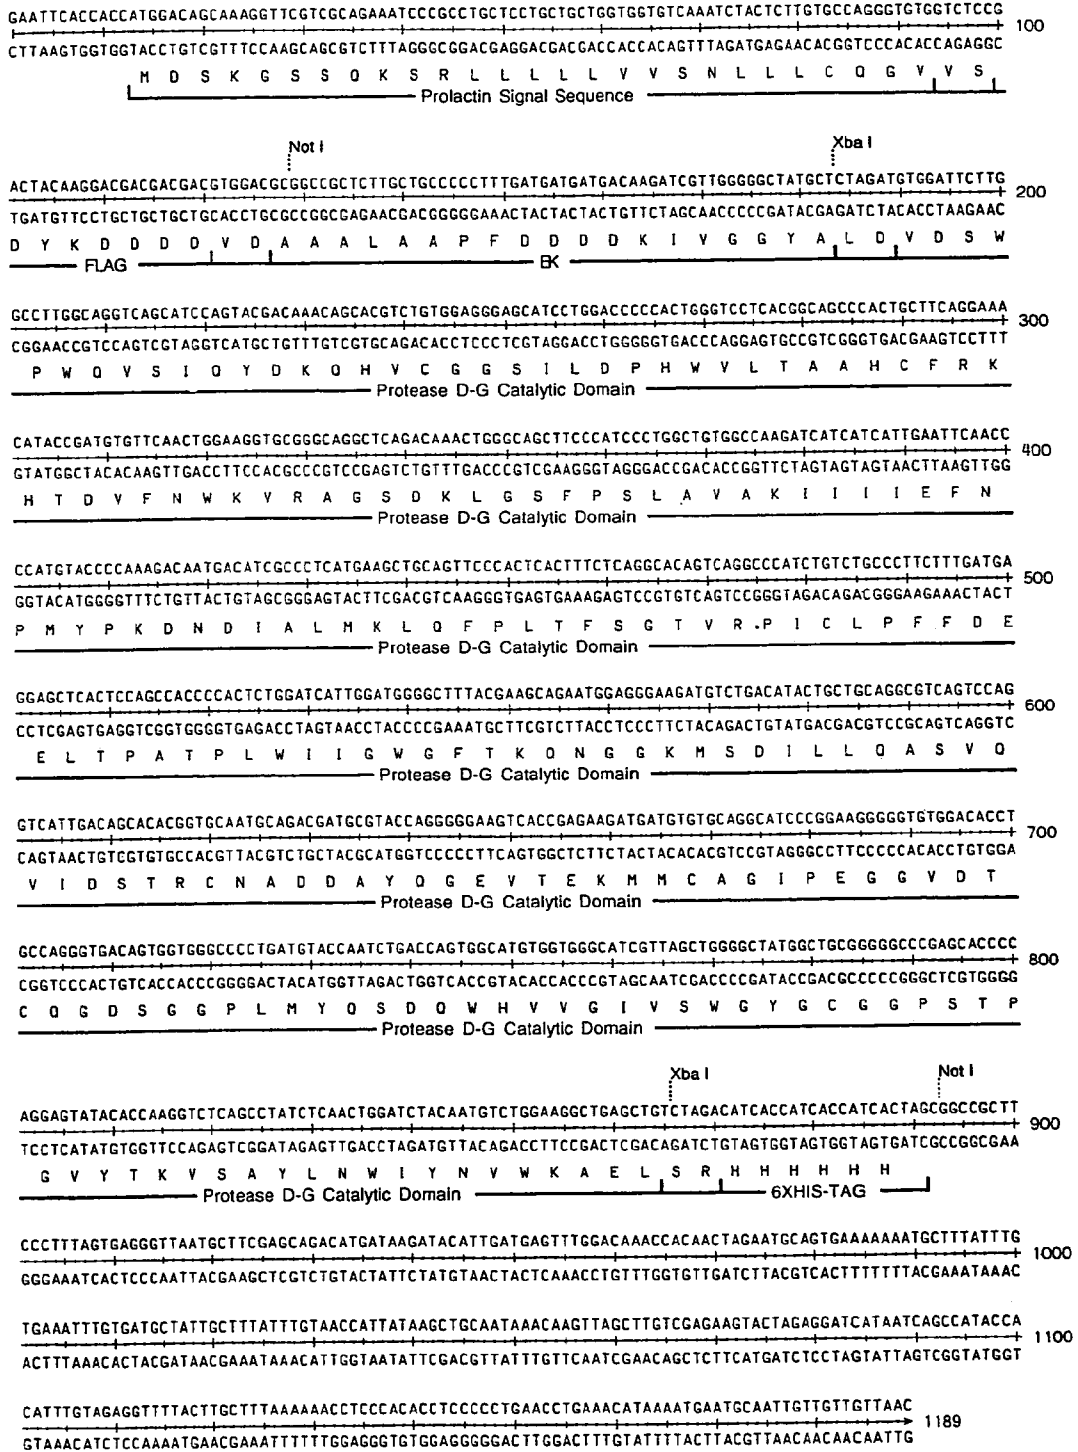 GAATTCACCACCATGGACAGCAAAGGTTCGTCGCAGAAATCCCGCCTGCTCCTGCTGCTGGTGGTGTCAAATCTACTCTTGTGCCAGGGTGTGGTCTCCG
100
CTTAAGTGGTGGTACCTGTCGTTTCCAAGCAGCGTCTTTAGGGCGGACGAGGACGACGACCACCACAGTTTAGATGAGAACACGGTCCCACACCAGAGGC
M D S K G S S Q K S R L L L L L V V S N L L L C Q G V V S
Prolactin Signal Sequence
Not I Xba I
ACTACAAGGACGACGACGACGTGGACGCGGCCGCTCTTGCTGCCCCCTTTGATGATGATGACAAGATCGTTGGGGGCTATGCTCTAGATGTGGATTCTTG
200
TGATGTTCCTGCTGCTGCTGCACCTGCGCCGGCGAGAACGACGGGGGAAACTACTACTACTGTTCTAGCAACCCCCGATACGAGATCTACACCTAAGAAC
D Y K D D D D V D A A A L A A P F D D D D K I V G G Y A L D V D S W
FLAG EK
GCCTTGGCAGGTCAGCATCCAGTACGACAAACAGCACGTCTGTGGAGGGAGCATCCTGGACCCCCACTGGGTCCTCACGGCAGCCCACTGCTTCAGGAAA
300
CGGAACCGTCCAGTCGTAGGTCATGCTGTTTGTCGTGCAGACACCTCCCTCGTAGGACCTGGGGGTGACCCAGGAGTGCCGTCGGGTGACGAAGTCCTTT
P W Q V S I Q Y D K Q H V C G G S I L D P H W V L T A A H C F R K
Protease D-G Catalytic Domain
CATACCGATGTGTTCAACTGGAAGGTGCGGGCAGGCTCAGACAAACTGGGCAGCTTCCCATCCCTGGCTGTGGCCAAGATCATCATCATTGAATTCAACC
400
GTATGGCTACACAAGTTGACCTTCCACGCCCGTCCGAGTCTGTTTGACCCGTCGAAGGGTAGGGACCGACACCGGTTCTAGTAGTAGTAACTTAAGTTGG
H T D V F N W K V R A G S D K L G S F P S L A V A K I I I I E F N
Protease D-G Catalytic Domain
CCATGTACCCCAAAGACAATGACATCGCCCTCATGAAGCTGCAGTTCCCACTCACTTTCTCAGGCACAGTCAGGCCCATCTGTCTGCCCTTCTTTGATGA
500
GGTACATGGGGTTTCTGTTACTGTAGCGGGAGTACTTCGACGTCAAGGGTGAGTGAAAGAGTCCGTGTCAGTCCGGGTAGACAGACGGGAAGAAACTACT
P M Y P K D N D I A L M K L Q F P L T F S G T V R P I C L P F F D E
Protease D-G Catalytic Domain
GGAGCTCACTCCAGCCACCCCACTCTGGATCATTGGATGGGGCTTTACGAAGCAGAATGGAGGGAAGATGTCTGACATACTGCTGCAGGCGTCAGTCCAG
600
CCTCGAGTGAGGTCGGTGGGGTGAGACCTAGTAACCTACCCCGAAATGCTTCGTCTTACCTCCCTTCTACAGACTGTATGACGACGTCCGCAGTCAGGTC
E L T P A T P L W I I G W G F T K Q N G G K M S D I L L Q A S V Q
Protease D-G Catalytic Domain
GTCATTGACAGCACACGGTGCAATGCAGACGATGCGTACCAGGGGGAAGTCACCGAGAAGATGATGTGTGCAGGCATCCCGGAAGGGGGTGTGGACACCT
700
CAGTAACTGTCGTGTGCCACGTTACGTCTGCTACGCATGGTCCCCCTTCAGTGGCTCTTCTACTACACACGTCCGTAGGGCCTTCCCCCACACCTGTGGA
V I D S T R C N A D D A Y Q G E V T E K M M C A G I P E G G V D T
Protease D-G Catalytic Domain
GCCAGGGTGACAGTGGTGGGCCCCTGATGTACCAATCTGACCAGTGGCATGTGGTGGGCATCGTTAGCTGGGGCTATGGCTGCGGGGGCCCGAGCACCCC
800
CGGTCCCACTGTCACCACCCGGGGACTACATGGTTAGACTGGTCACCGTACACCACCCGTAGCAATCGACCCCGATACCGACGCCCCCGGGCTCGTGGGG
C Q G D S G G P L M Y Q S D Q W H V V G I V S W G Y G C G G P S T P
Protease D-G Catalytic Domain
Xba I Not I
AGGAGTATACACCAAGGTCTCAGCCTATCTCAACTGGATCTACAATGTCTGGAAGGCTGAGCTGTCTAGACATCACCATCACCATCACTAGCGGCCGCTT
900
TCCTCATATGTGGTTCCAGAGTCGGATAGAGTTGACCTAGATGTTACAGACCTTCCGACTCGACAGATCTGTAGTGGTAGTGGTAGTGATCGCCGGCGAA
G V Y T K V S A Y L N W I Y N V W K A E L S R H H H H H H
Protease D-G Catalytic Domain 6XHIS-TAG
CCCTTTAGTGAGGGTTAATGCTTCGAGCAGACATGATAAGATACATTGATGAGTTTGGACAAACCACAACTAGAATGCAGTGAAAAAAATGCTTTATTTG
1000
GGGAAATCACTCCCAATTACGAAGCTCGTCTGTACTATTCTATGTAACTACTCAAACCTGTTTGGTGTTGATCTTACGTCACTTTTTTTACGAAATAAAC
TGAAATTTGTGATGCTATTGCTTTATTTGTAACCATTATAAGCTGCAATAAACAAGTTAGCTTGTCGAGAAGTACTAGAGGATCATAATCAGCCATACCA
1100
ACTTTAAACACTACGATAACGAAATAAACATTGGTAATATTCGACGTTATTTGTTCAATCGAACAGCTCTTCATGATCTCCTAGTATTAGTCGGTATGGT
CATTTGTAGAGGTTTTACTTGCTTTAAAAAACCTCCCACACCTCCCCCTGAACCTGAAACATAAAATGAATGCAATTGTTGTTGTTAAC
1189
GTAAACATCTCCAAAATGAACGAAATTTTTTGGAGGGTGTGGAGGGGGACTTGGACTTTGTATTTTACTTACGTTAACAACAACAATTG